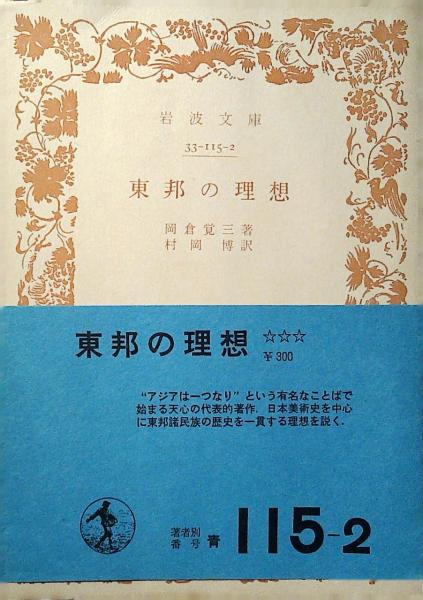 岩波文庫
33-115-2
東邦の理想
岡倉覚三著
村岡博訳
東邦の理想 ☆☆☆
¥300
“アジアは一つなり”という有名なことばで
始まる天心の代表的著作．日本美術史を中心
に東邦諸民族の歴史を一貫する理想を説く．
著者別
番号 青 115-2